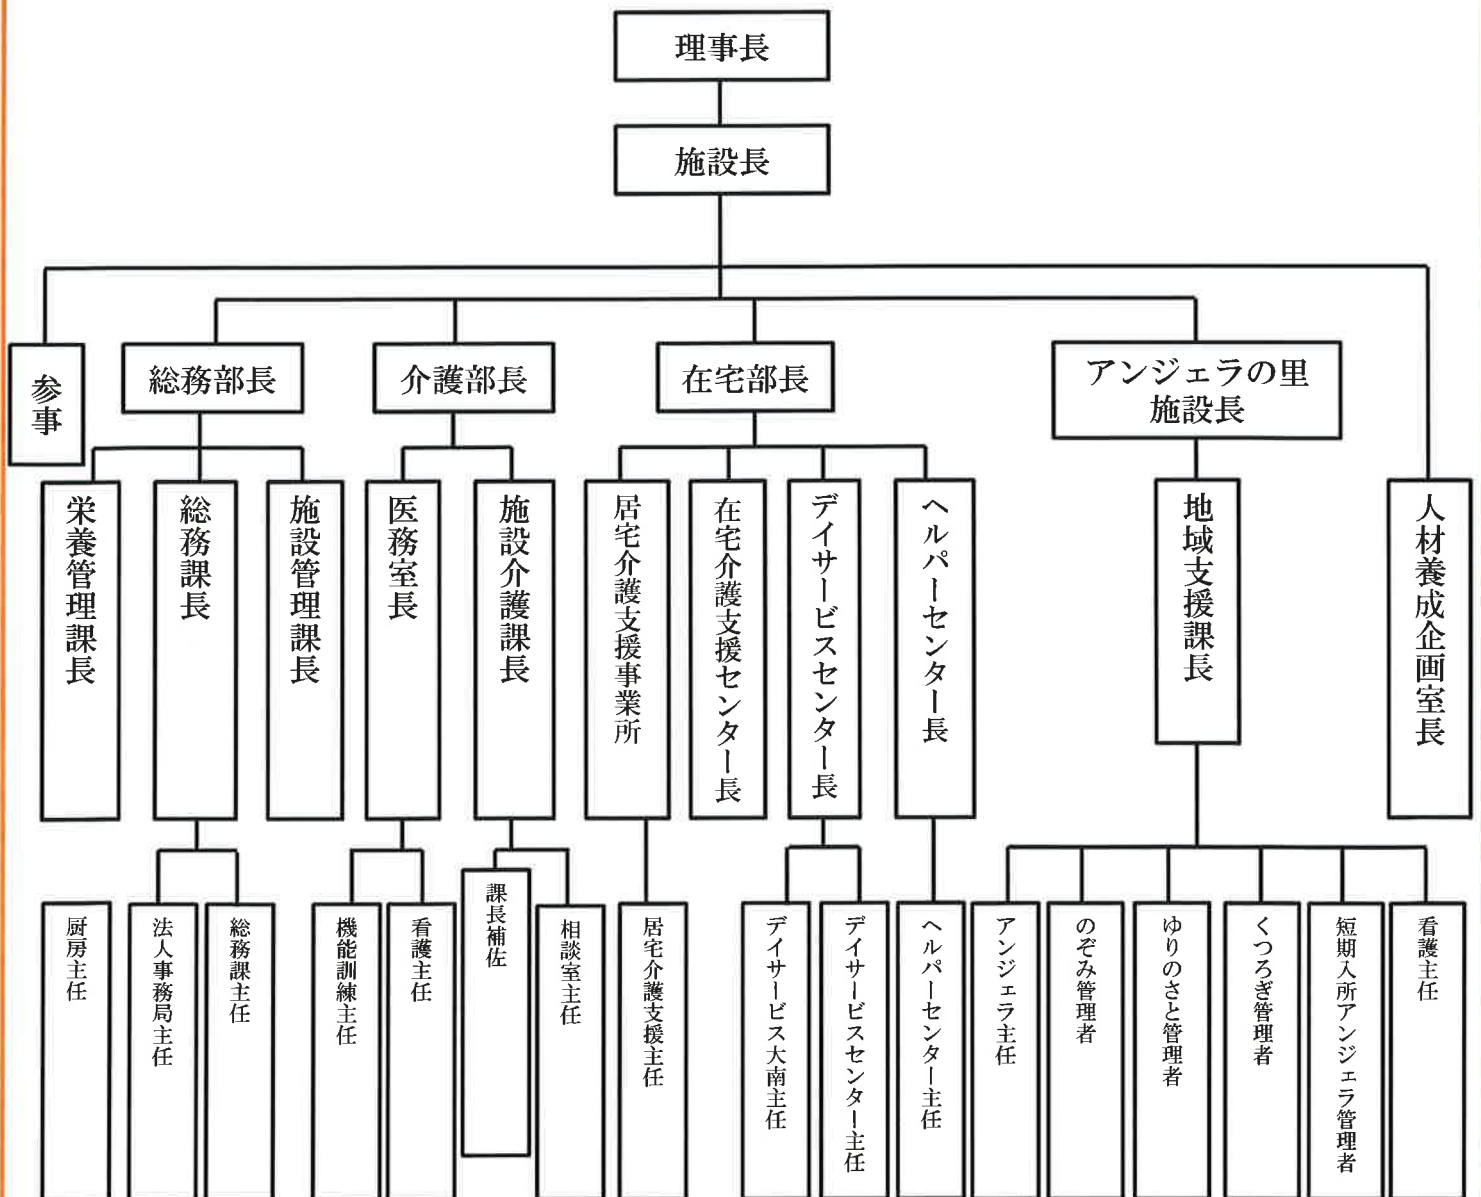 理事長
施設長
参事
総務部長
介護部長
在宅部長
アンジェラの里
施設長
栄養管理課長
総務課長
施設管理課長
医務室長
施設介護課長
居宅介護支援事業所
在宅介護支援センター長
デイサービスセンター長
ヘルパーセンター長
地域支援課長
人材養成企画室長
厨房主任
法人事務局主任
総務課主任
機能訓練主任
看護主任
課長補佐
相談室主任
居宅介護支援主任
デイサービス大南主任
デイサービスセンター主任
ヘルパーセンター主任
アンジェラ主任
のぞみ管理者
ゆりのさと管理者
くつろぎ管理者
短期入所アンジェラ管理者
看護主任